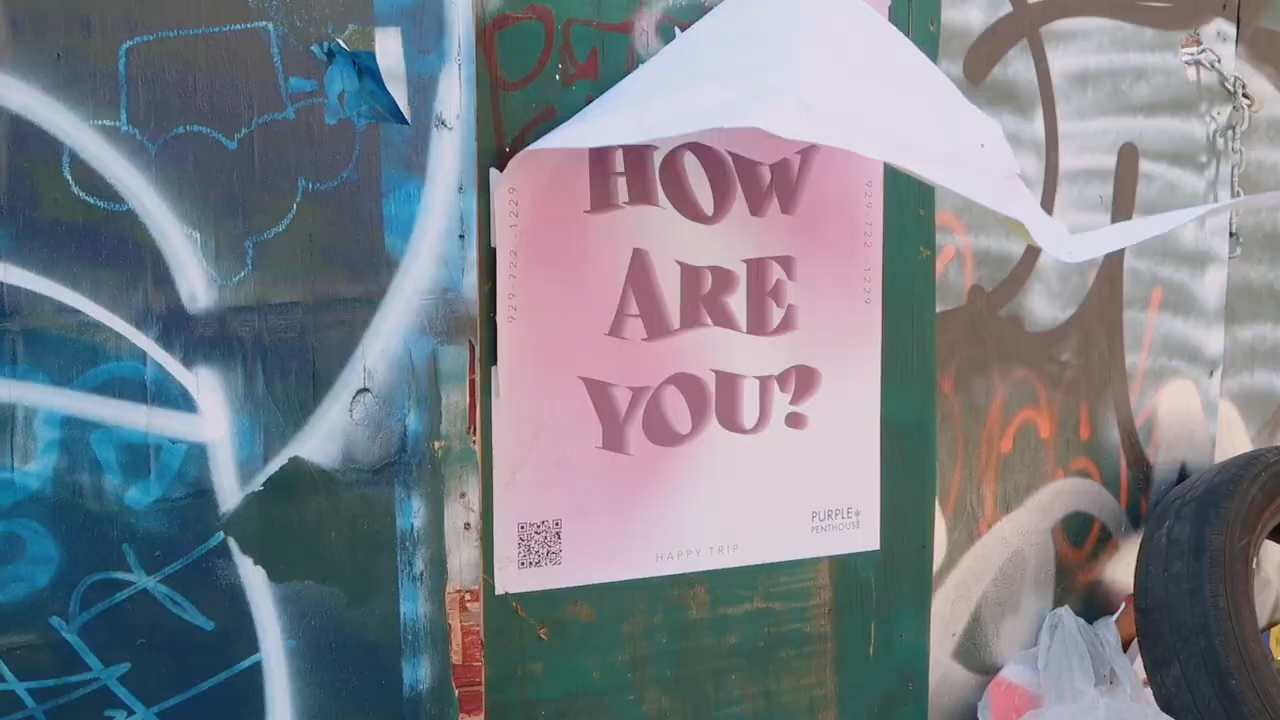 HOW
ARE
YOU?
929-722-1229
929-722 1229
PURPLE
PENTHOUSE
HAPPY TRIP